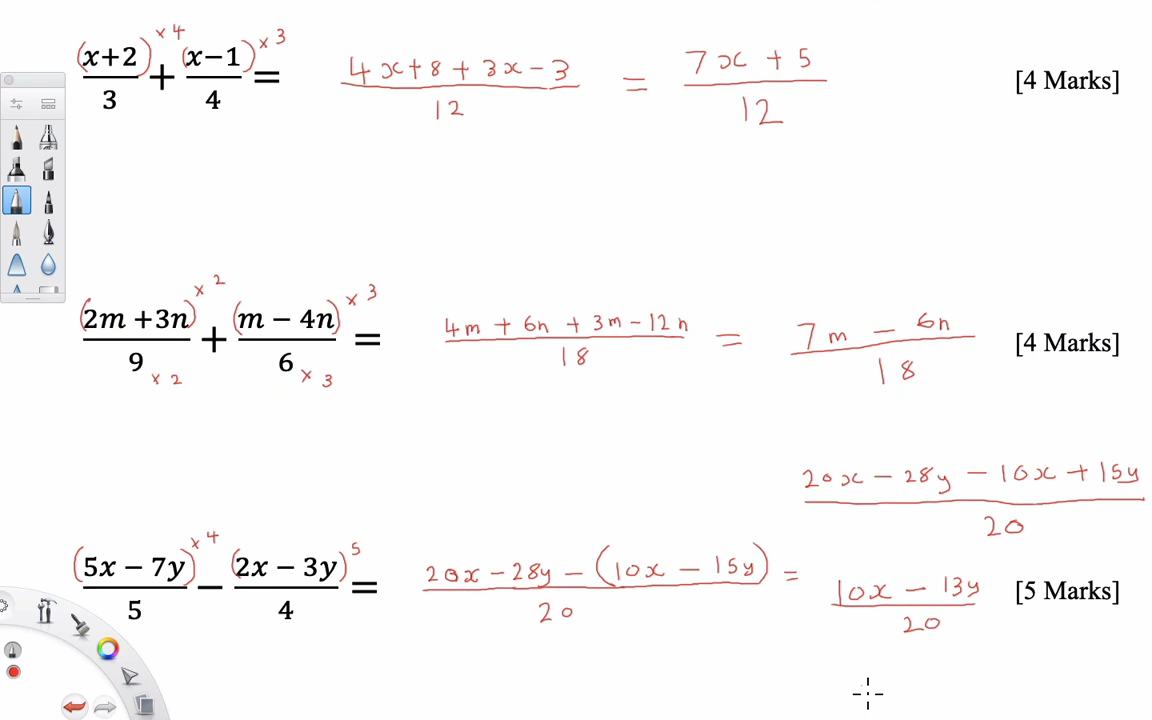 (x+2)/3 ×4 + (x−1)/4 ×3 = (4x+8+3x−3)/12 = (7x+5)/12 [4 Marks]
(2m +3n)/9 ×2 ×2 + (m − 4n)/6 ×3 ×3 = (4m + 6n + 3m − 12n)/18 = (7m − 6n)/18 [4 Marks]
(20x − 28y − 10x + 15y)/20
(5x − 7y)/5 ×4 − (2x − 3y)/4 5 = (20x − 28y − (10x − 15y))/20 = (10x − 13y)/20 [5 Marks]